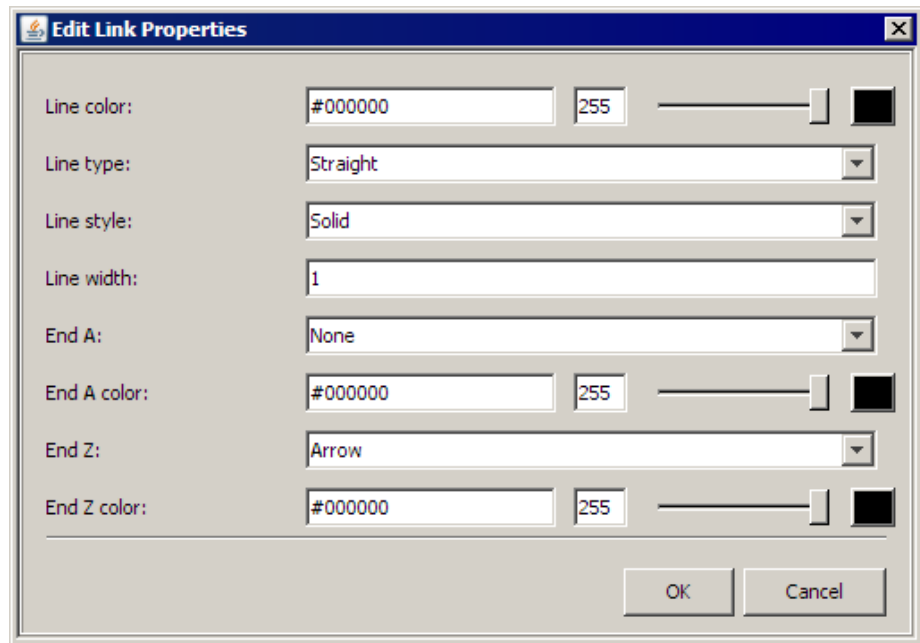 Edit Link Properties
Line color: #000000 255
Line type: Straight
Line style: Solid
Line width: 1
End A: None
End A color: #000000 255
End Z: Arrow
End Z color: #000000 255
OK Cancel